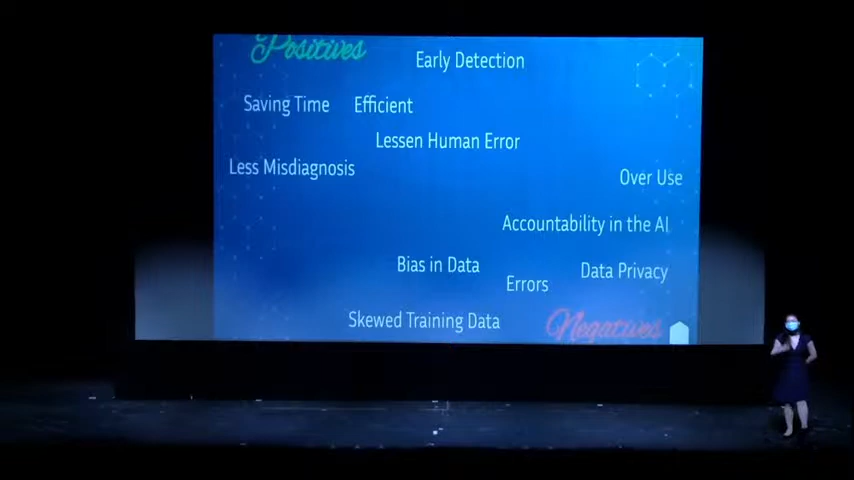 Positives
Early Detection
Saving Time
Efficient
Lessen Human Error
Less Misdiagnosis
Over Use
Accountability in the AI
Bias in Data
Data Privacy
Errors
Skewed Training Data
Negatives